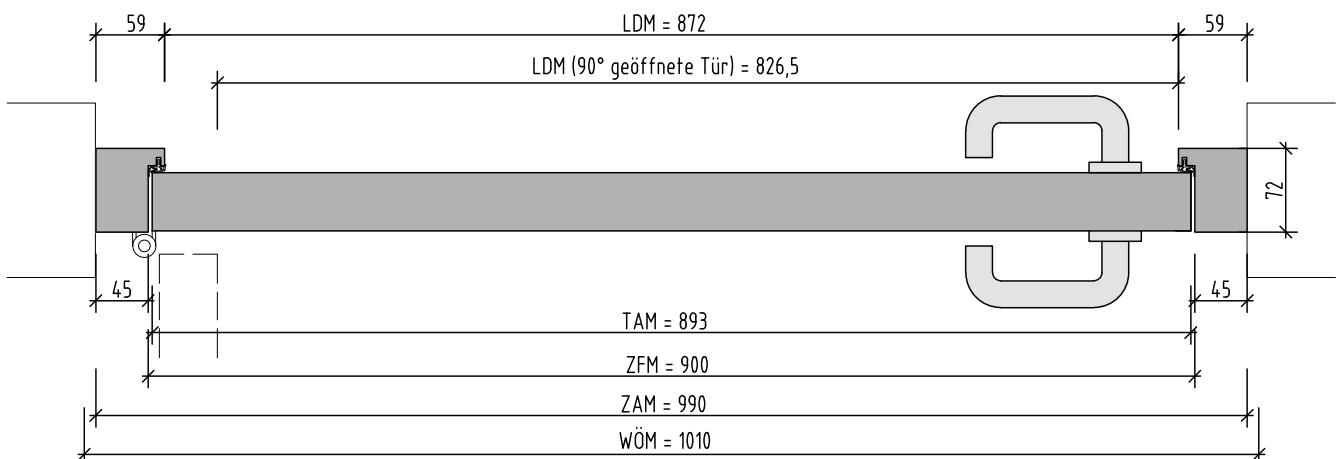 59
LDM = 872
59
LDM (90° geöffnete Tür) = 826,5
72
45
45
TAM = 893
ZFM = 900
ZAM = 990
WÖM = 1010